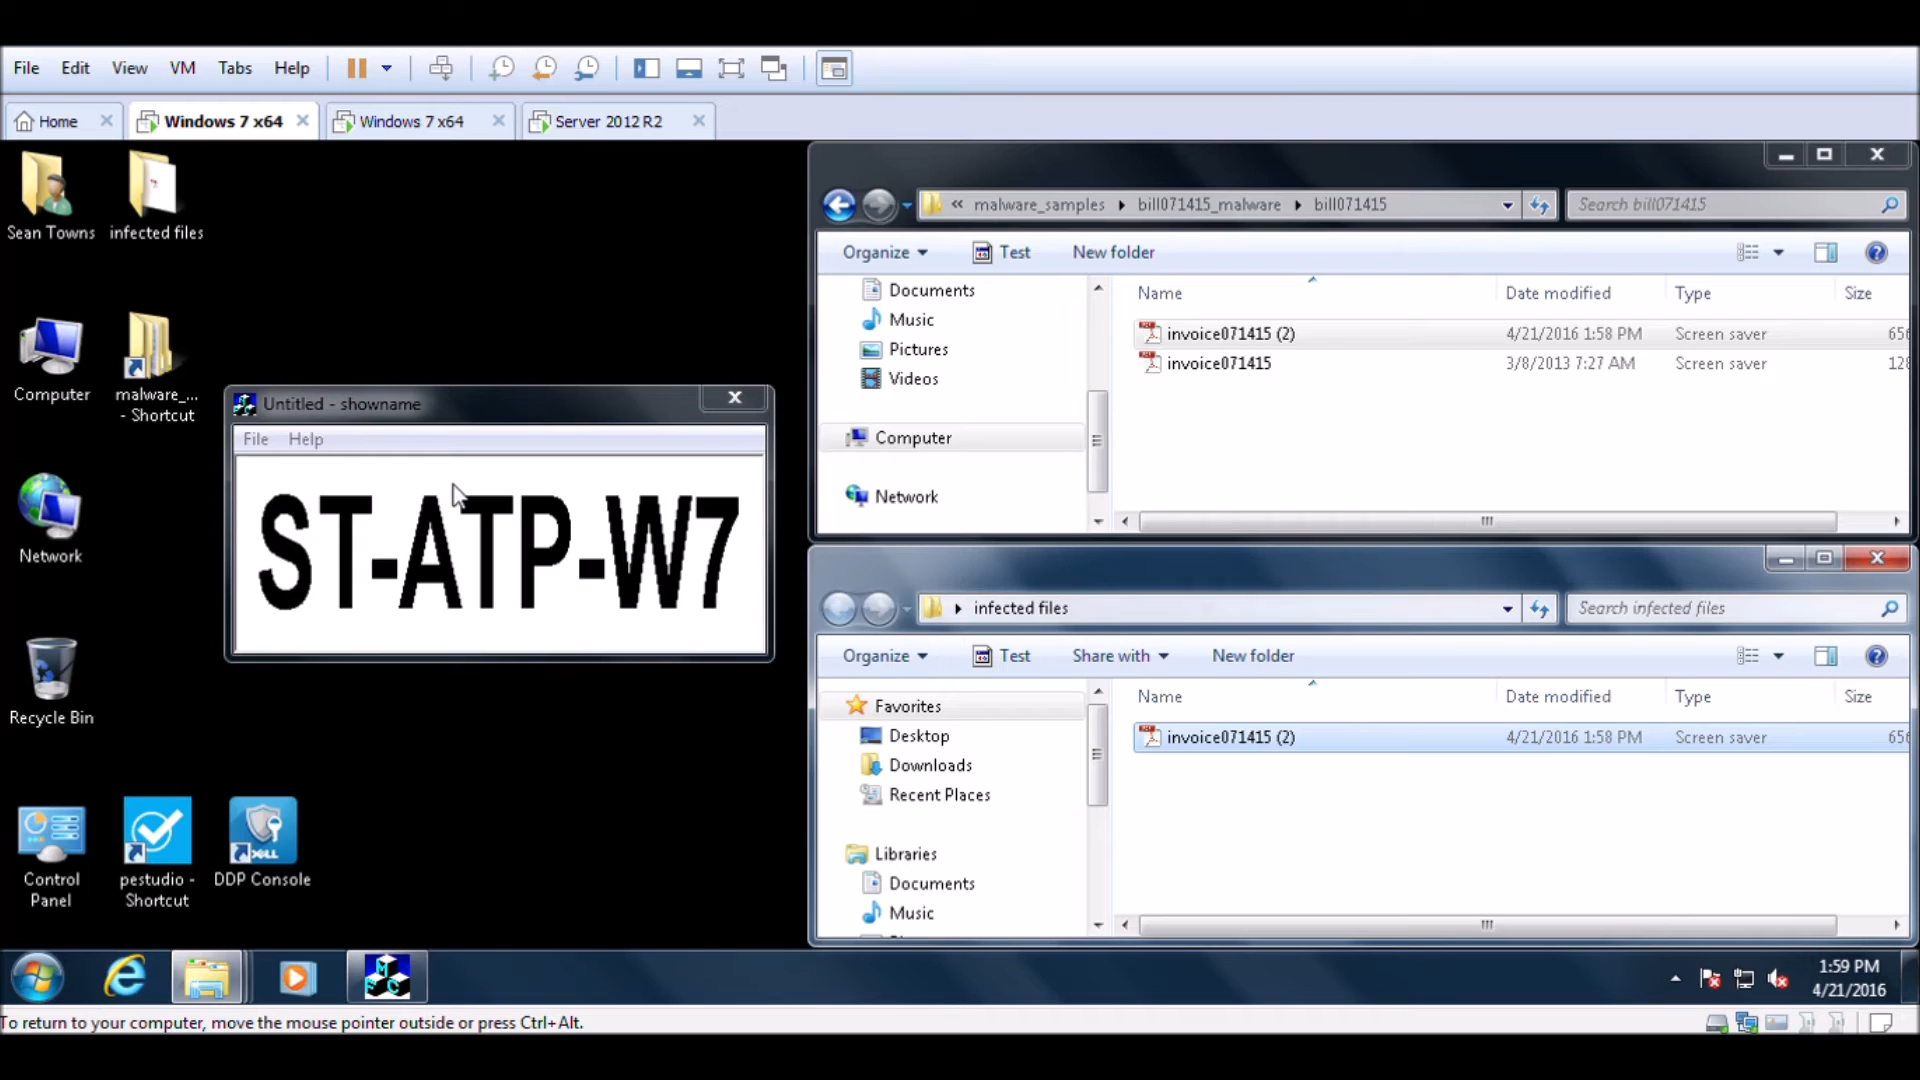 File Edit View VM Tabs Help
Home Windows 7 x64 Windows 7 x64 Server 2012 R2
Sean Towns infected files
Computer malware_...
- Shortcut
Network
Recycle Bin
Control
Panel
pestudio -
Shortcut
DELL
DDP Console
Untitled - showname
File Help
ST-ATP-W7
« malware_samples bill071415_malware bill071415 Search bill071415
Organize Test New folder
Documents
Music
Pictures
Videos
Computer
Network
Name Date modified Type Size
invoice071415 (2) 4/21/2016 1:58 PM Screen saver 656
invoice071415 3/8/2013 7:27 AM Screen saver 128
infected files Search infected files
Organize Test Share with New folder
Favorites
Desktop
Downloads
Recent Places
Libraries
Documents
Music
Name Date modified Type Size
invoice071415 (2) 4/21/2016 1:58 PM Screen saver 656
MFC
1:59 PM
4/21/2016
To return to your computer, move the mouse pointer outside or press Ctrl+Alt.